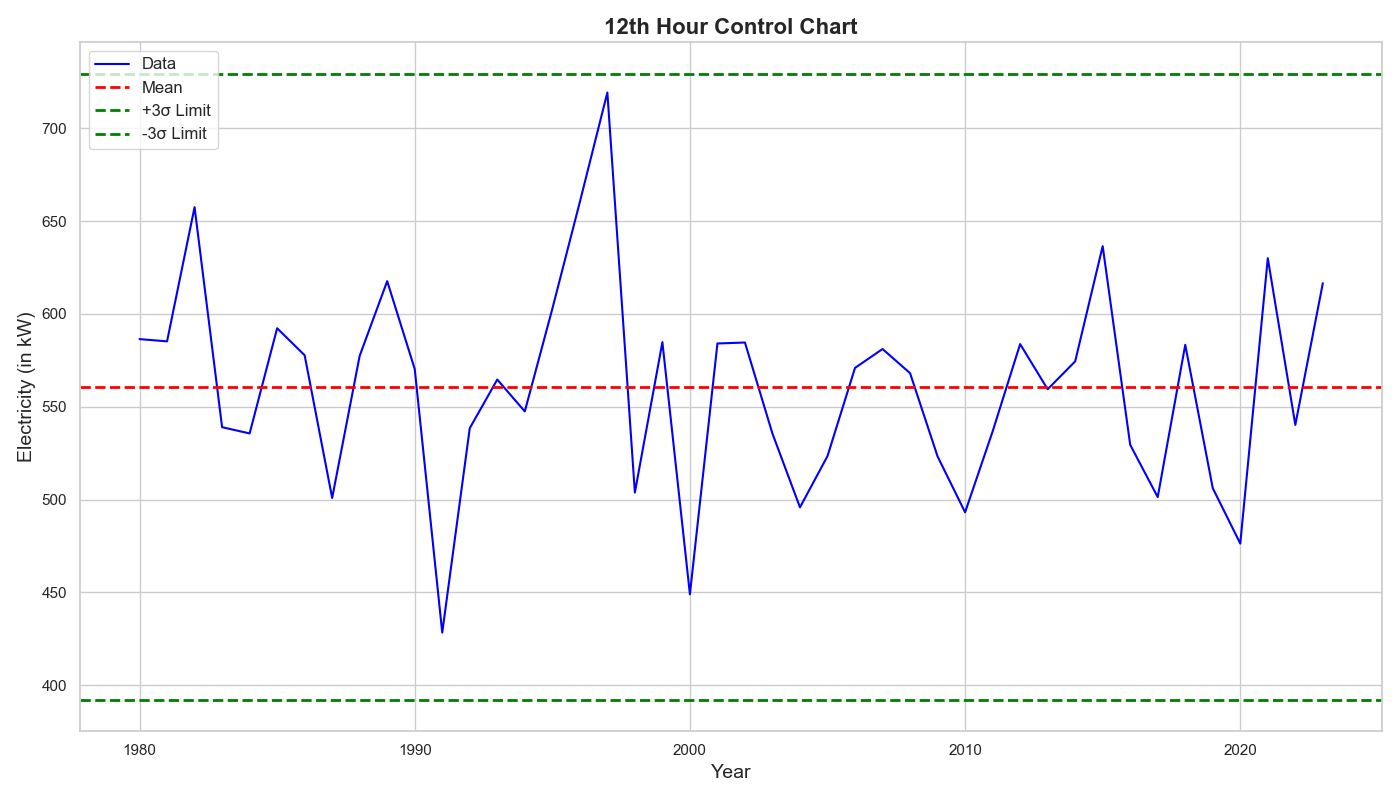 12th Hour Control Chart
Data
Mean
+3σ Limit
-3σ Limit
700
650
600
550
500
450
400
Electricity (in kW)
1980
1990
2000
2010
2020
Year